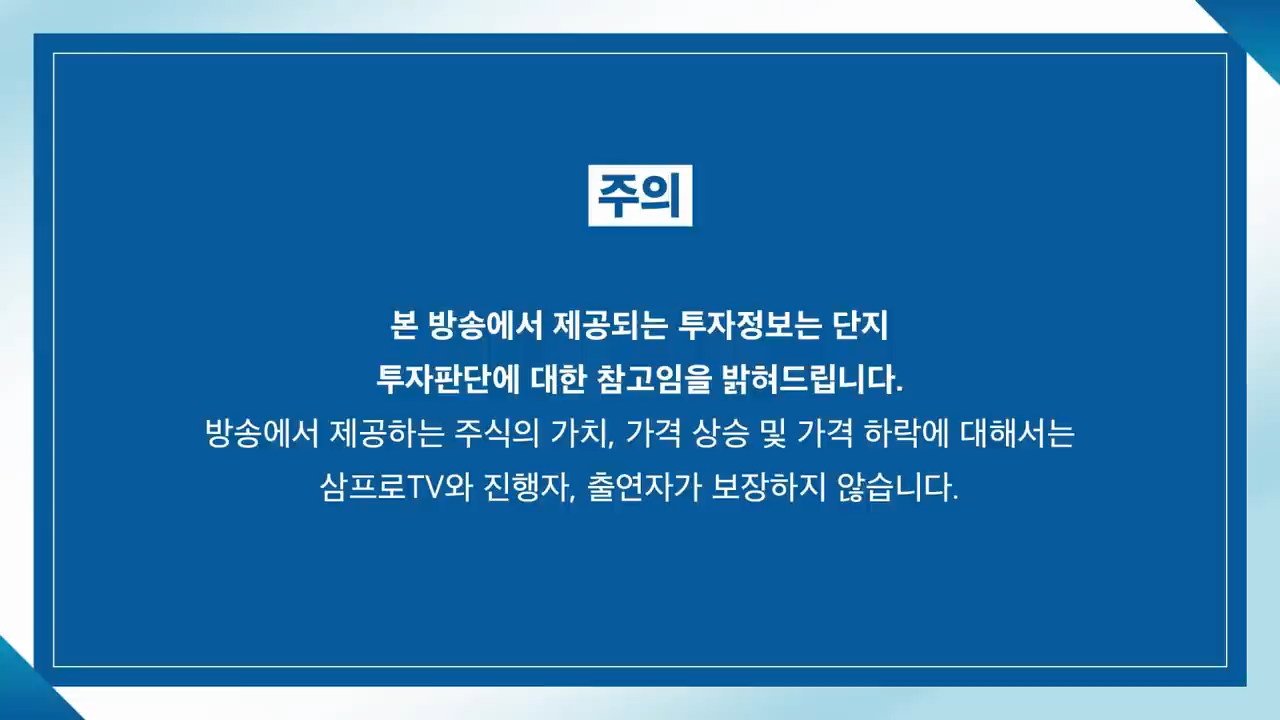 주의
본 방송에서 제공되는 투자정보는 단지
투자판단에 대한 참고임을 밝혀드립니다.
방송에서 제공하는 주식의 가치, 가격 상승 및 가격 하락에 대해서는
삼프로TV와 진행자, 출연자가 보장하지 않습니다.